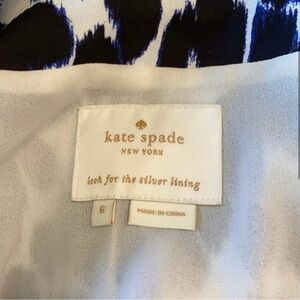 kate spade
NEW YORK
look for the silver lining
6
MADE IN CHINA